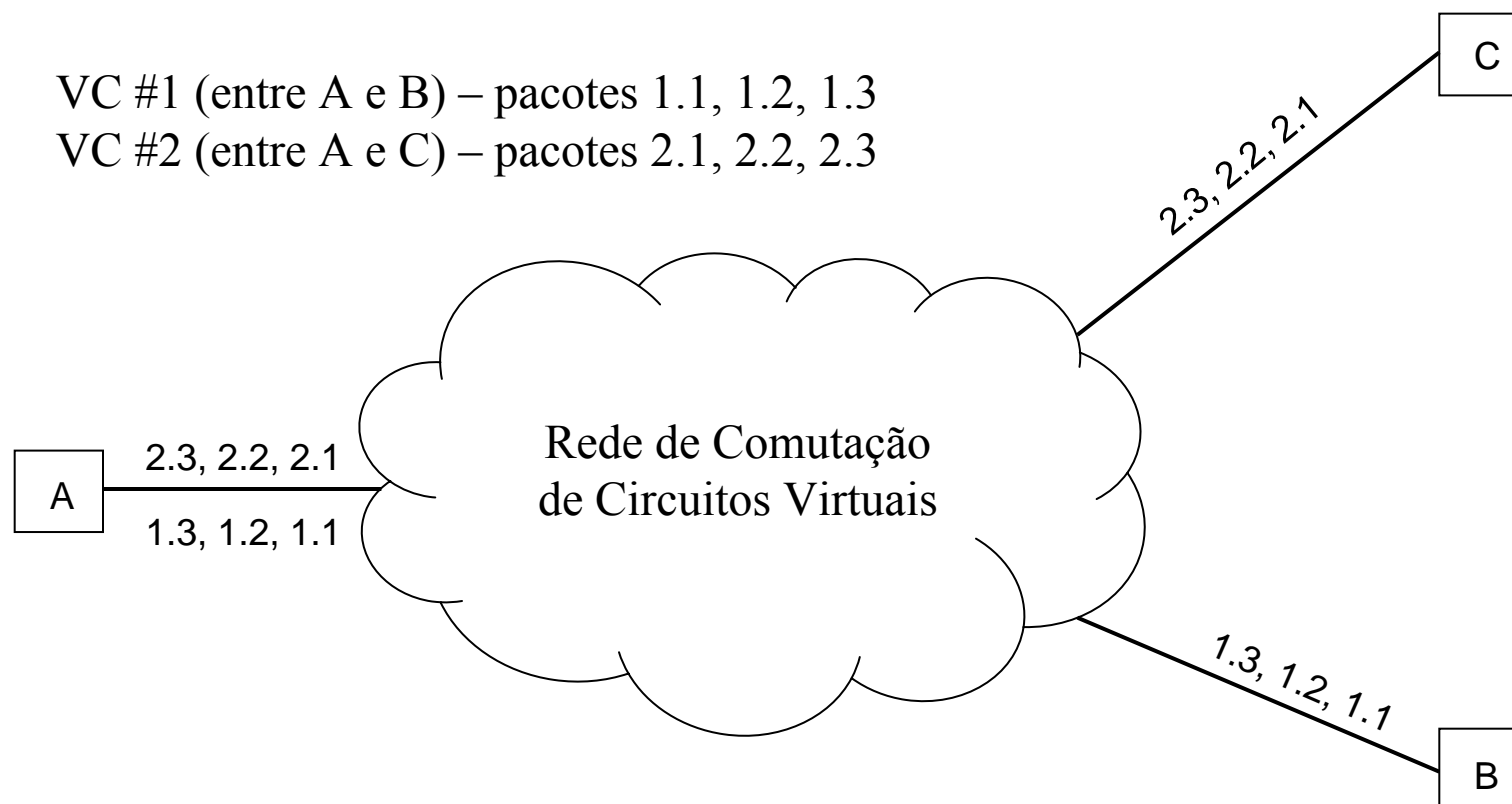 VC #1 (entre A e B) – pacotes 1.1, 1.2, 1.3
VC #2 (entre A e C) – pacotes 2.1, 2.2, 2.3
C
2.3, 2.2, 2.1
Rede de Comutação
de Circuitos Virtuais
A
2.3, 2.2, 2.1
1.3, 1.2, 1.1
1.3, 1.2, 1.1
B